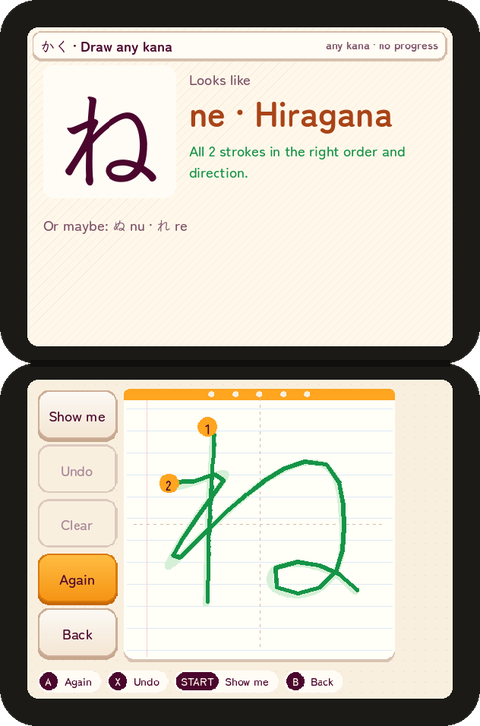 かく · Draw any kana
any kana · no progress
ね
Looks like
ne · Hiragana
All 2 strokes in the right order and
direction.
Or maybe: ぬ nu · れ re
Show me
Undo
Clear
Again
Back
1
2
ね
A Again X Undo START Show me B Back